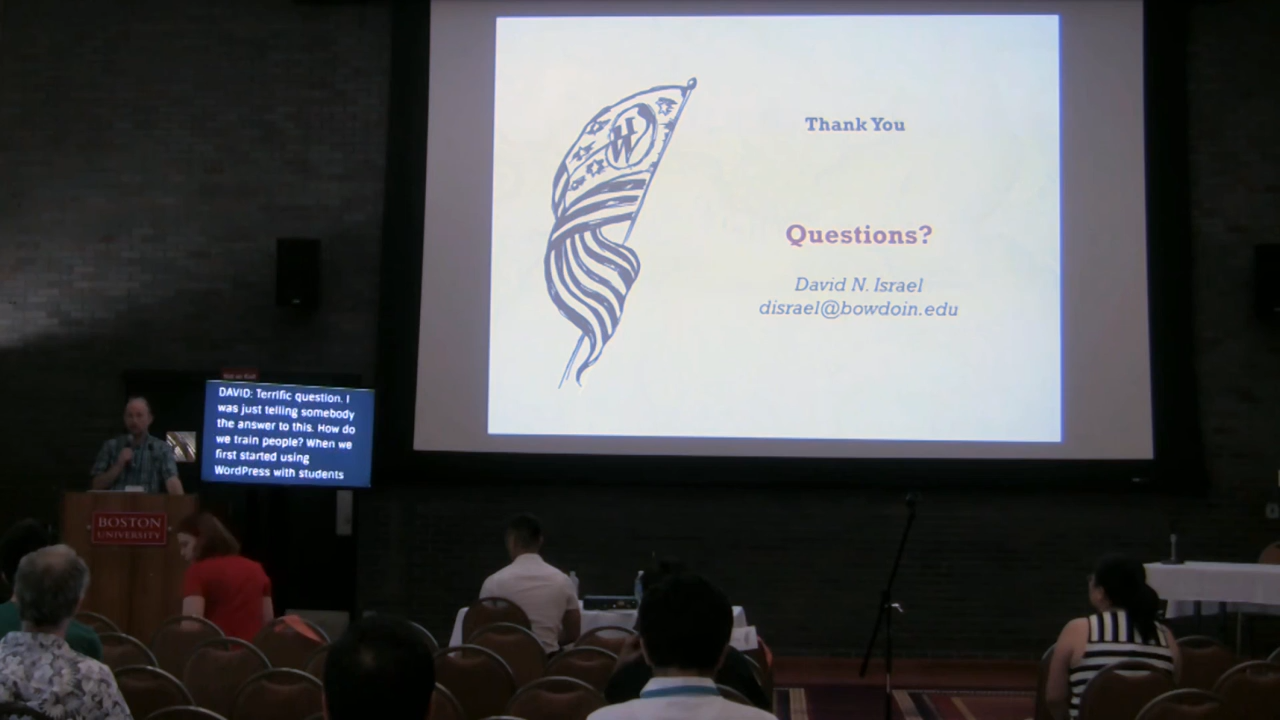 Thank You
Questions?
David N. Israel
disrael@bowdoin.edu
DAVID: Terrific question. I
was just telling somebody
the answer to this. How do
we train people? When we
first started using
WordPress with students
BOSTON
UNIVERSITY
W